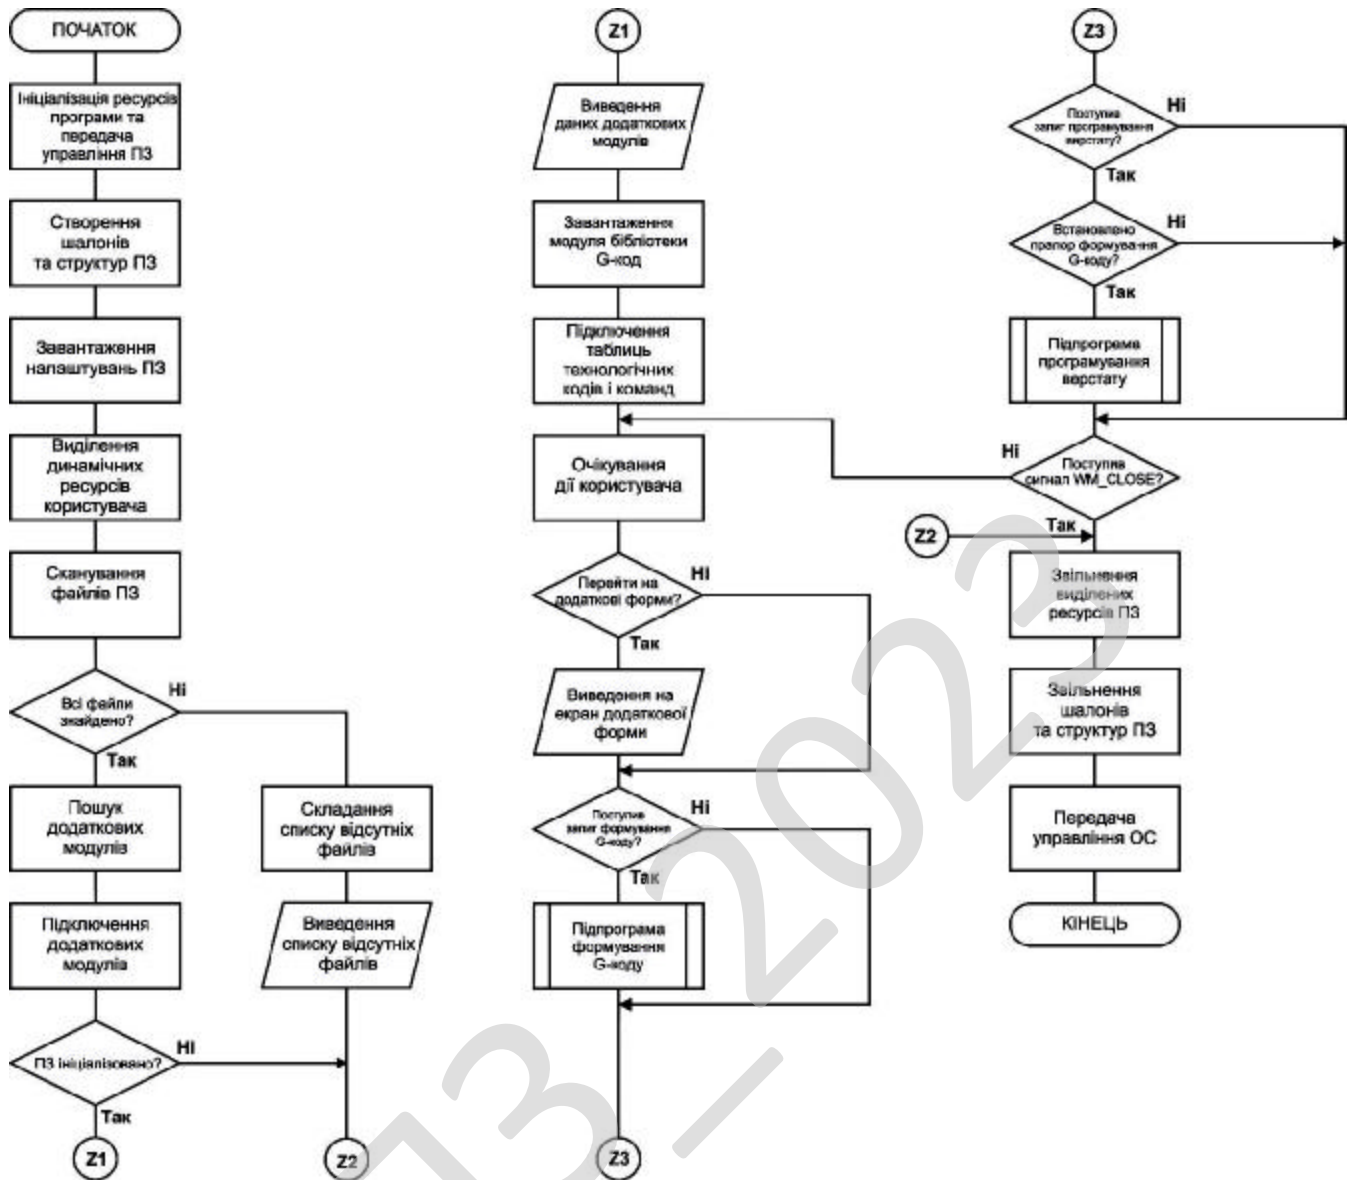 ПОЧАТОК
Ініціалізація ресурсів
програми та
передача
управління ПЗ
Створення
шалонів
та структур ПЗ
Завантаження
налаштувань ПЗ
Виділення
динамічних
ресурсів
користувача
Сканування
файлів ПЗ
Всі файли
знайдено?
Ні
Так
Пошук
додаткових
модулів
Підключення
додаткових
модулів
ПЗ ініціалізовано?
Ні
Так
Z1
Складання
списку відсутніх
файлів
Виведення
списку відсутніх
файлів
Z2
Z1
Виведення
даних додаткових
модулів
Завантаження
модуля бібліотеки
G-код
Підключення
таблиць
технологічних
кодів і команд
Очікування
дії користувача
Перейти на
додаткові форми?
Ні
Так
Виведення на
екран додаткової
форми
Поступив
запит формування
G-коду?
Ні
Так
Підпрограма
формування
G-коду
Z3
Z3
Поступив
запит програмування
верстату?
Ні
Так
Встановлено
прапор формування
G-коду?
Ні
Так
Підпрограма
програмування
верстату
Поступив
сигнал WM_CLOSE?
Ні
Так
Z2
Звільнення
виділених
ресурсів ПЗ
Звільнення
шалонів
та структур ПЗ
Передача
управління ОС
КІНЕЦЬ
13_2023